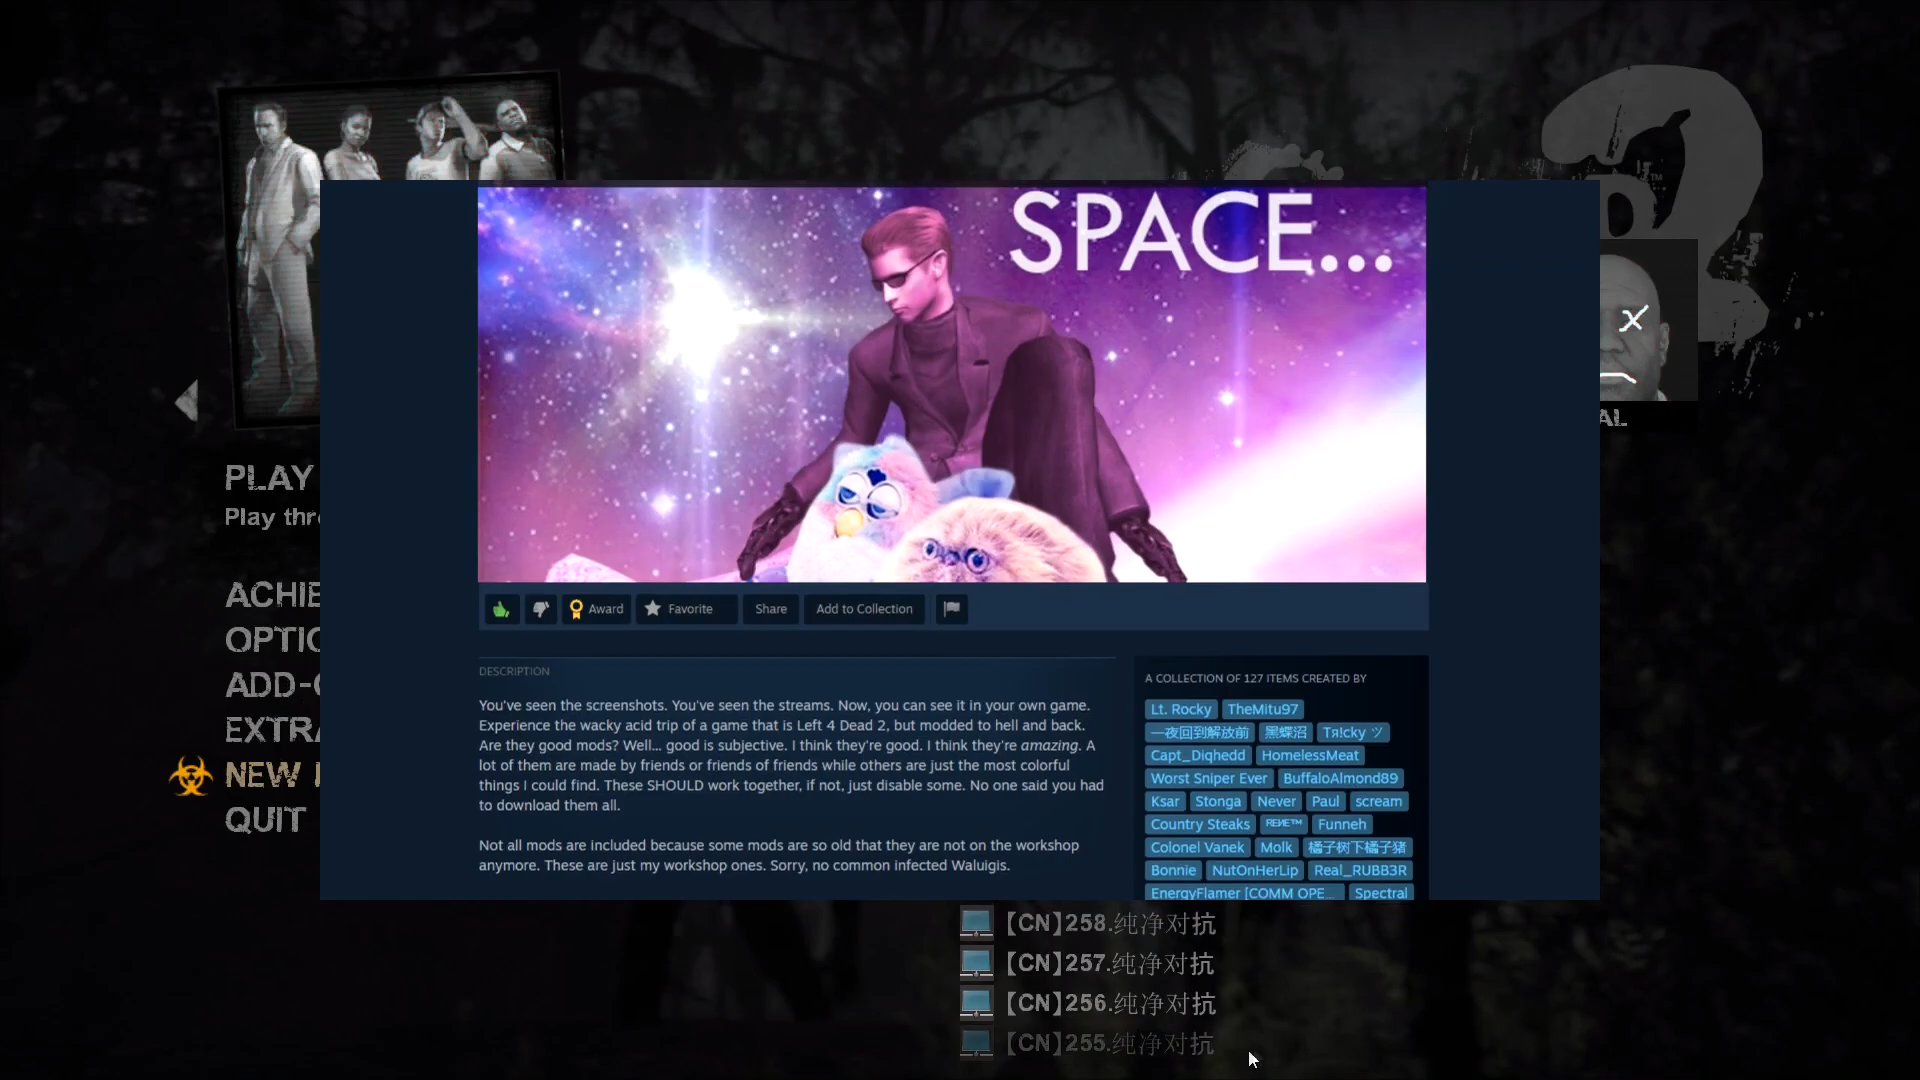 SPACE...
AL
PLAY
Play thr
ACHIE
OPTIO
ADD-
EXTRA
NEW
QUIT
Award
Favorite
Share
Add to Collection
DESCRIPTION
You've seen the screenshots. You've seen the streams. Now, you can see it in your own game.
Experience the wacky acid trip of a game that is Left 4 Dead 2, but modded to hell and back.
Are they good mods? Well... good is subjective. I think they're good. I think they're amazing. A
lot of them are made by friends or friends of friends while others are just the most colorful
things I could find. These SHOULD work together, if not, just disable some. No one said you had
to download them all.
Not all mods are included because some mods are so old that they are not on the workshop
anymore. These are just my workshop ones. Sorry, no common infected Waluigis.
A COLLECTION OF 127 ITEMS CREATED BY
Lt. Rocky TheMitu97
一夜回到解放前 黑蝶沼 Tя!cky ツ
Capt_Diqhedd HomelessMeat
Worst Sniper Ever BuffaloAlmond89
Ksar Stonga Never Paul scream
Country Steaks Funneh
Colonel Vanek Molk 橘子树下橘子猪
Bonnie NutOnHerLip Real_RUBB3R
EnergyFlamer [COMM OPE... Spectral
【CN】258.纯净对抗
【CN】257.纯净对抗
【CN】256.纯净对抗
【CN】255.纯净对抗